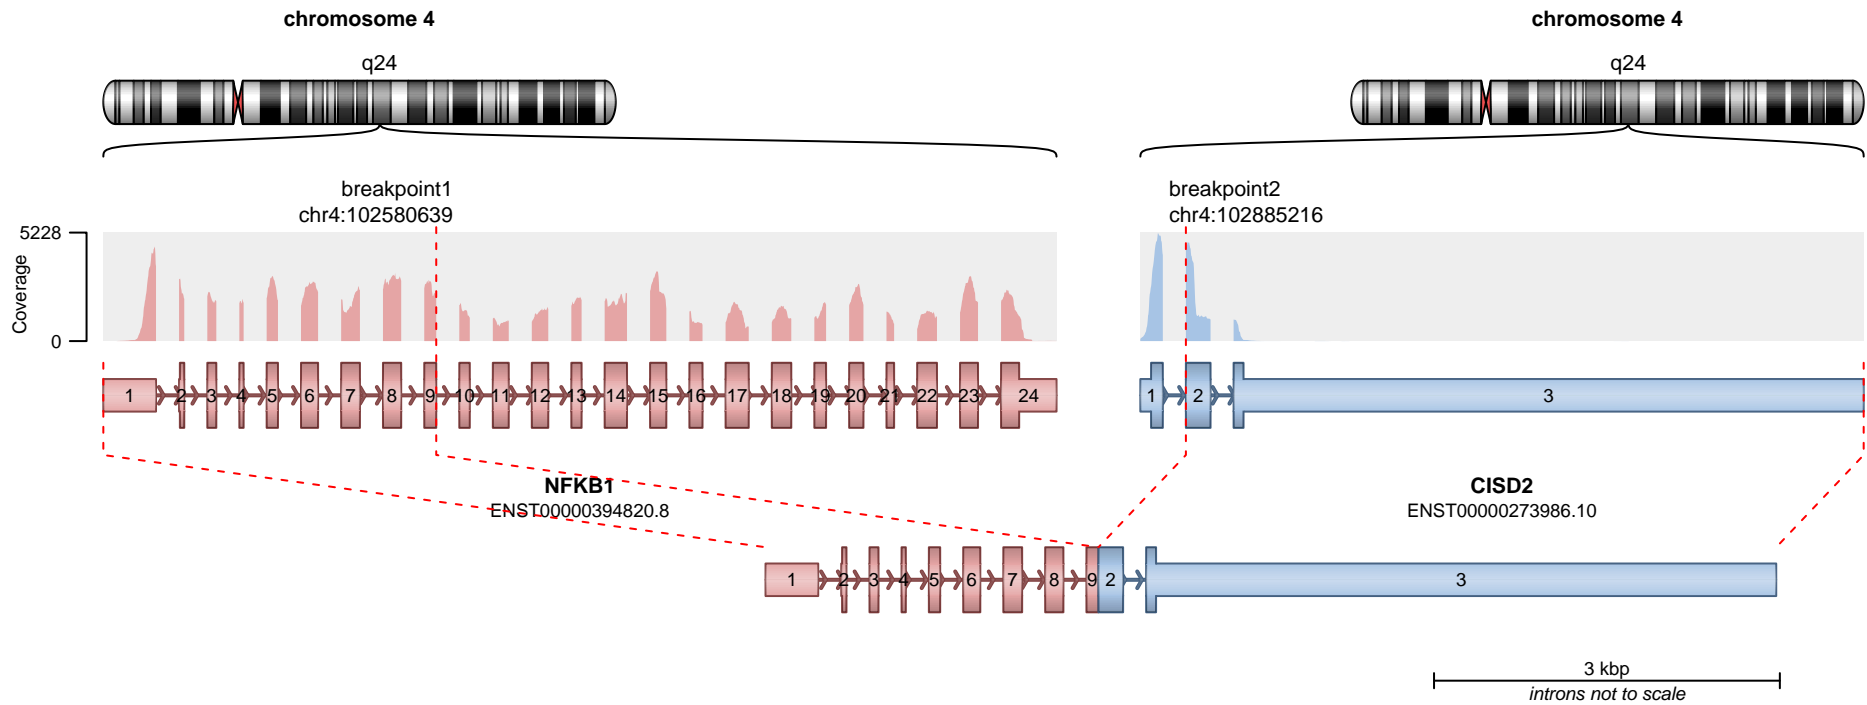 chromosome 4
chromosome 4
q24
q24
breakpoint1
chr4:102580639
breakpoint2
chr4:102885216
5228
Coverage
0
1 2 3 4 5 6 7 8 9 10 11 12 13 14 15 16 17 18 19 20 21 22 23 24
1 2 3
NFKB1
ENST00000394820.8
CISD2
ENST00000273986.10
1 2 3 4 5 6 7 8 9 2 3
3 kbp
introns not to scale